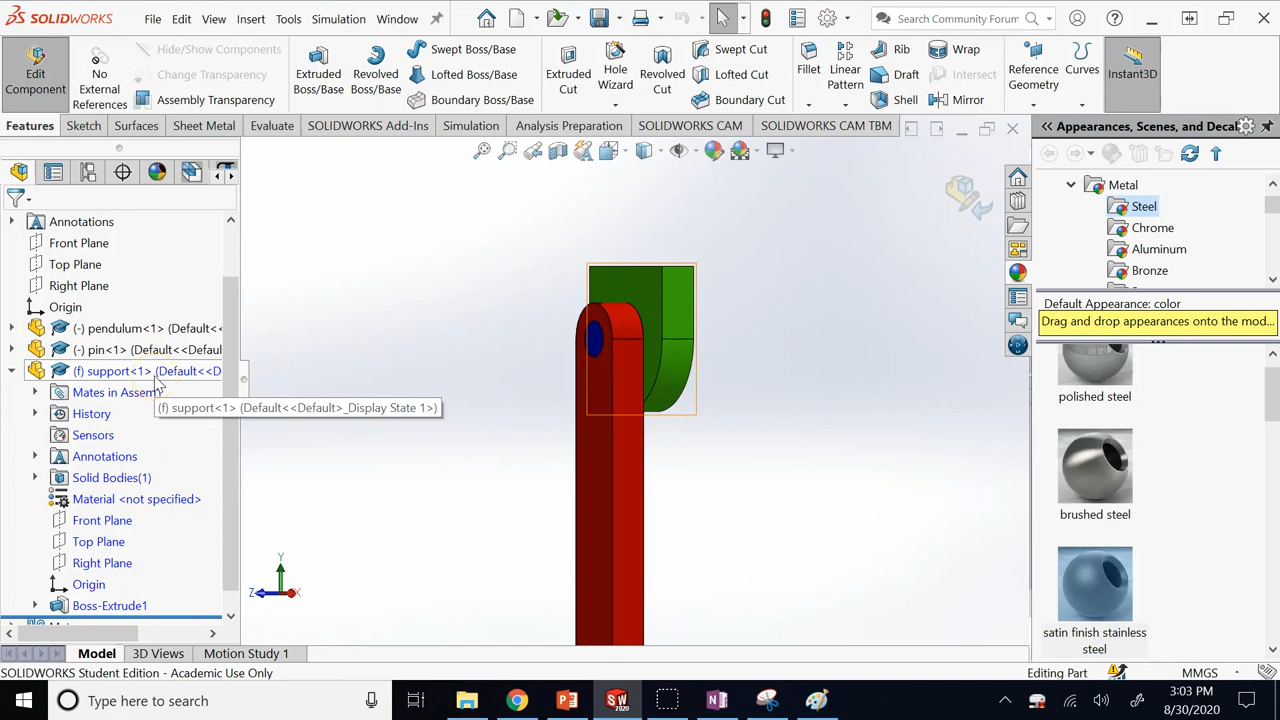 SOLIDWORKS File Edit View Insert Tools Simulation Window Search Community Forum
Edit Component
No External References
Hide/Show Components
Change Transparency
Assembly Transparency
Extruded Boss/Base
Revolved Boss/Base
Swept Boss/Base
Lofted Boss/Base
Boundary Boss/Base
Extruded Cut
Hole Wizard
Revolved Cut
Swept Cut
Lofted Cut
Boundary Cut
Fillet
Linear Pattern
Rib
Draft
Shell
Wrap
Intersect
Mirror
Reference Geometry
Curves
Instant3D
Features Sketch Surfaces Sheet Metal Evaluate SOLIDWORKS Add-Ins Simulation Analysis Preparation SOLIDWORKS CAM SOLIDWORKS CAM TBM
Appearances, Scenes, and Decal
Annotations
Front Plane
Top Plane
Right Plane
Origin
(-) pendulum<1> (Default<<
(-) pin<1> (Default<<Defaul
(f) support<1> (Default<<D
Mates in Assem
(f) support<1> (Default<<Default>_Display State 1>)
History
Sensors
Annotations
Solid Bodies(1)
Material <not specified>
Front Plane
Top Plane
Right Plane
Origin
Boss-Extrude1
Y
Z
X
Metal
Steel
Chrome
Aluminum
Bronze
Default Appearance: color
Drag and drop appearances onto the mod...
polished steel
brushed steel
satin finish stainless steel
Model 3D Views Motion Study 1
SOLIDWORKS Student Edition - Academic Use Only
Editing Part
MMGS
Type here to search
SW
2020
3:03 PM
8/30/2020